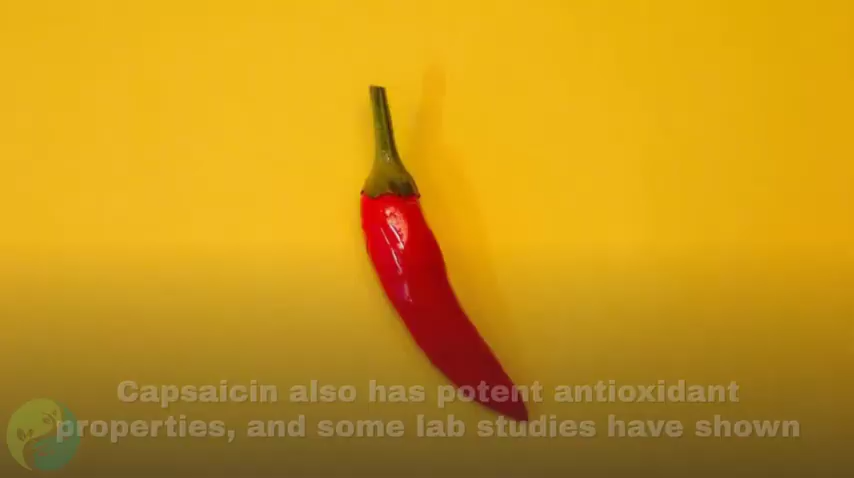 Capsaicin also has potent antioxidant
properties, and some lab studies have shown